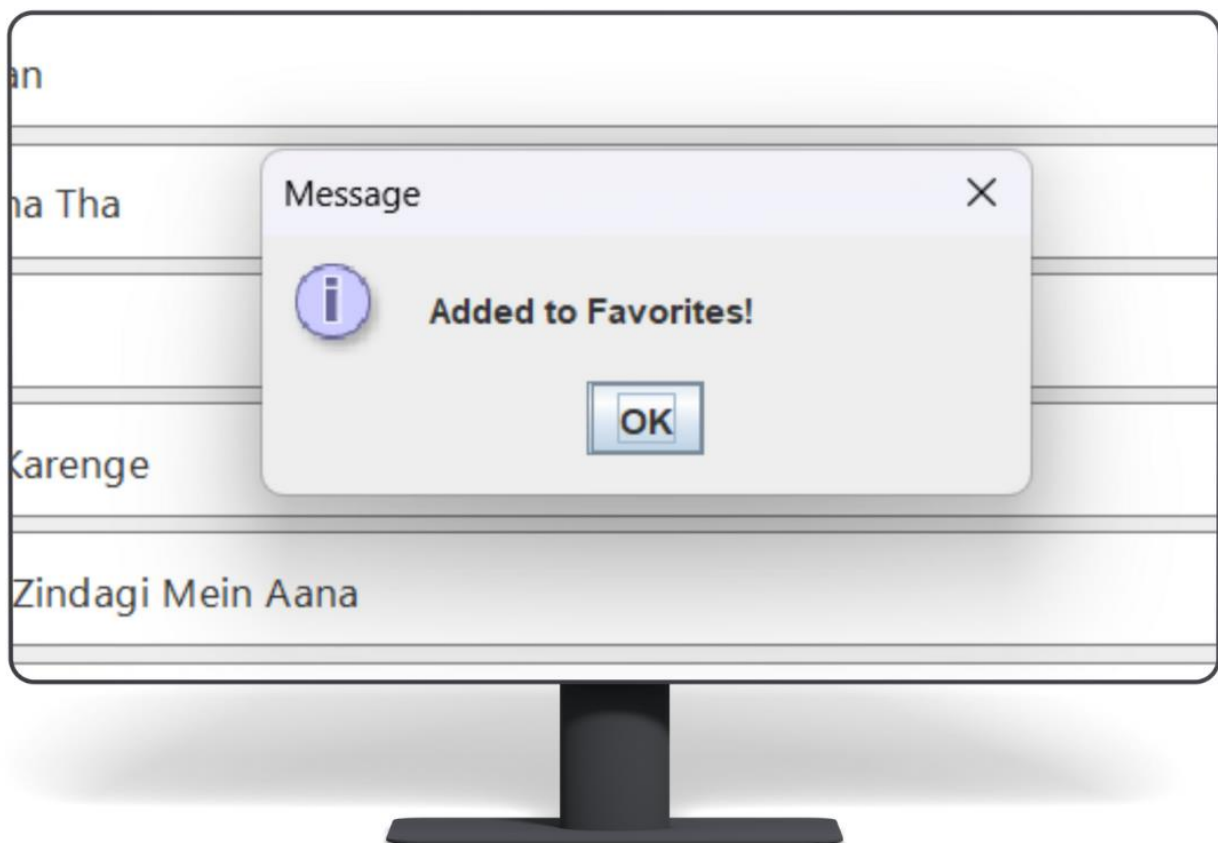 an
na Tha
Message
Added to Favorites!
OK
Karenge
Zindagi Mein Aana